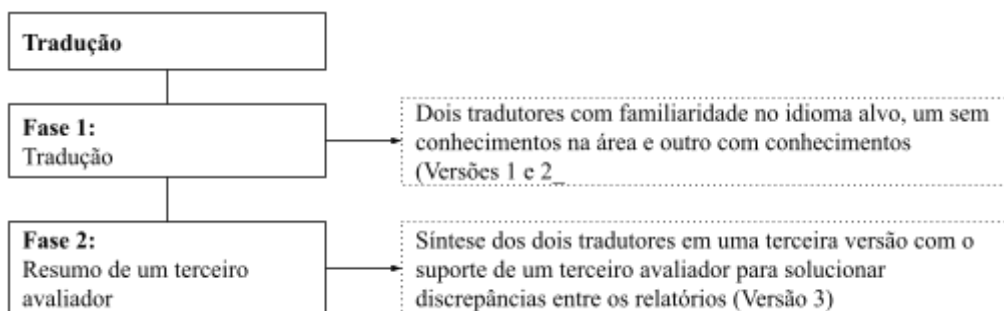 Tradução
Fase 1:
Tradução
Dois tradutores com familiaridade no idioma alvo, um sem
conhecimentos na área e outro com conhecimentos
(Versões 1 e 2_
Fase 2:
Resumo de um terceiro
avaliador
Síntese dos dois tradutores em uma terceira versão com o
suporte de um terceiro avaliador para solucionar
discrepâncias entre os relatórios (Versão 3)